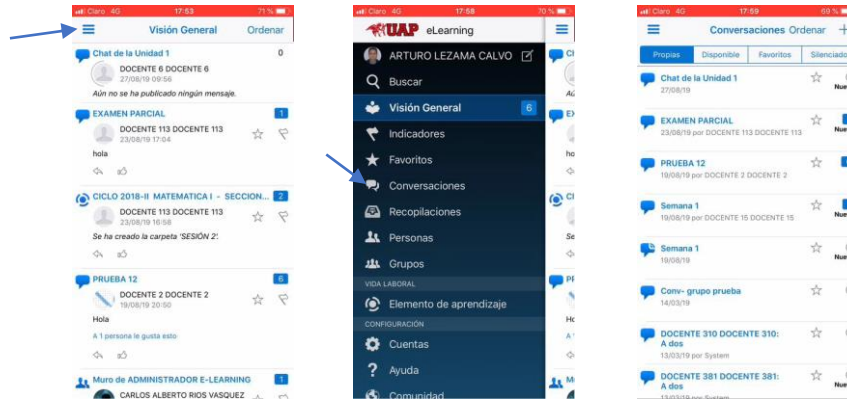 Claro 4G 17:53 71 %
Visión General Ordenar
Chat de la Unidad 1 0
DOCENTE 6 DOCENTE 6
27/08/19 09:56
Aún no se ha publicado ningún mensaje.
EXAMEN PARCIAL 1
DOCENTE 113 DOCENTE 113
23/08/19 17:04
hola
CICLO 2018-II MATEMATICA I - SECCION... 2
DOCENTE 113 DOCENTE 113
23/08/19 16:58
Se ha creado la carpeta 'SESIÓN 2'.
PRUEBA 12 6
DOCENTE 2 DOCENTE 2
19/08/19 20:50
Hola
A 1 persona le gusta esto
Muro de ADMINISTRADOR E-LEARNING 1
CARLOS ALBERTO RIOS VASQUEZ
Claro 4G 17:58 70 %
UAP eLearning
ARTURO LEZAMA CALVO
Buscar
Visión General 6
Indicadores
Favoritos
Conversaciones
Recopilaciones
Personas
Grupos
VIDA LABORAL
Elemento de aprendizaje
CONFIGURACIÓN
Cuentas
Ayuda
Comunidad
Claro 4G 17:59 69 %
Conversaciones Ordenar +
Propias Disponible Favoritos Silenciado
Chat de la Unidad 1
27/08/19
EXAMEN PARCIAL
23/08/19 por DOCENTE 113 DOCENTE 113
PRUEBA 12
19/08/19 por DOCENTE 2 DOCENTE 2
Semana 1
19/08/19 por DOCENTE 15 DOCENTE 15
Semana 1
19/08/19
Conv- grupo prueba
14/03/19
DOCENTE 310 DOCENTE 310:
A dos
13/03/19 por System
DOCENTE 381 DOCENTE 381:
A dos